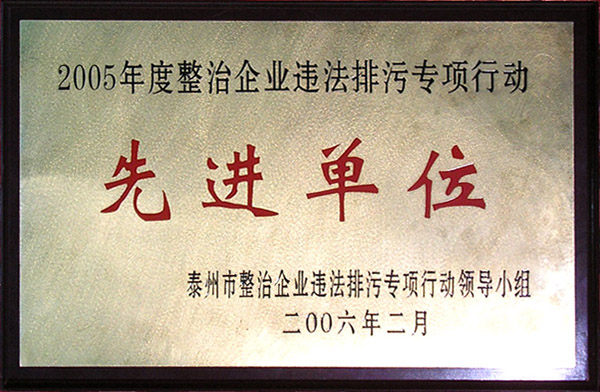 2005年度整治企业违法排污专项行动
先进单位
泰州市整治企业违法排污专项行动领导小组
二00六年二月